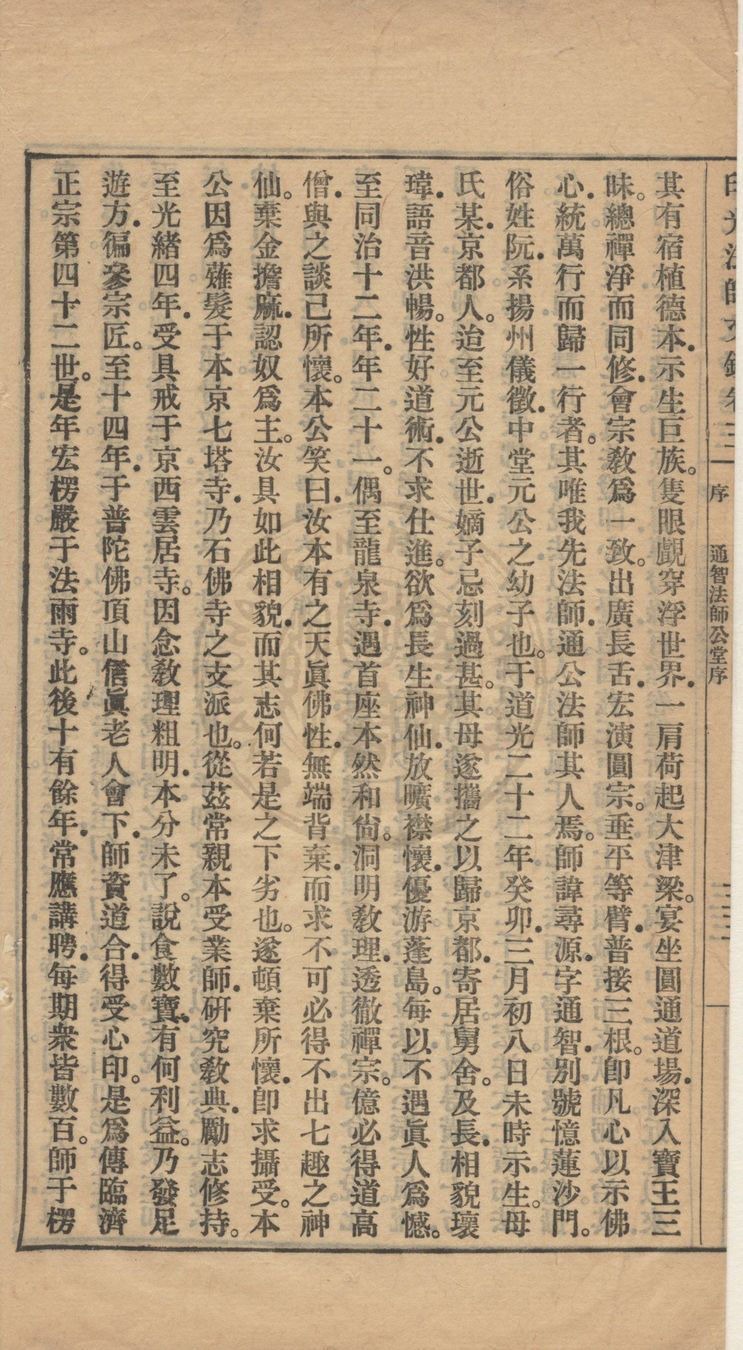 印光法師文鈔卷三 序 通智法師公堂序 二三
其有宿植德本.示生巨族。隻眼覷穿浮世界.一肩荷起大津梁。宴坐圓通道場.深入寶王三
昧。總禪淨而同修.會宗教爲一致。出廣長舌.宏演圓宗。垂平等臂.普接三根。卽凡心以示佛
心.統萬行而歸一行者。其唯我先法師.通公法師其人焉。師諱尋源.字通智.別號憶蓮沙門。
俗姓阮.系揚州儀徵.中堂元公之幼子也。于道光二十二年癸卯.三月初八日未時示生。母
氏某.京都人。迨至元公逝世.嫡子忌刻過甚。其母遂攜之以歸京都.寄居舅舍。及長.相貌瓌
瑋.語音洪暢。性好道術.不求仕進。欲爲長生神仙.放曠襟懷.優游蓬島。每以不遇眞人爲憾。
至同治十二年.年二十一。偶至龍泉寺.遇首座本然和尙。洞明教理.透徹禪宗。億必得道高
僧.與之談己所懷。本公笑曰.汝本有之天眞佛性.無端背棄.而求不可必得不出七趣之神
仙。棄金擔麻.認奴爲主。汝具如此相貌.而其志何若是之下劣也。遂頓棄所懷.卽求攝受。本
公因爲薙髮于本京七塔寺.乃石佛寺之支派也。從茲常親本受業師.研究敎典.勵志修持。
至光緒四年.受具戒于京西雲居寺。因念敎理粗明.本分未了。說食數寶.有何利益。乃發足
遊方.徧參宗匠。至十四年.于普陀佛頂山信眞老人會下.師資道合.得受心印。是爲傳臨濟
正宗第四十二世。是年宏楞嚴于法雨寺。此後十有餘年.常應講聘.每期衆皆數百。師于楞